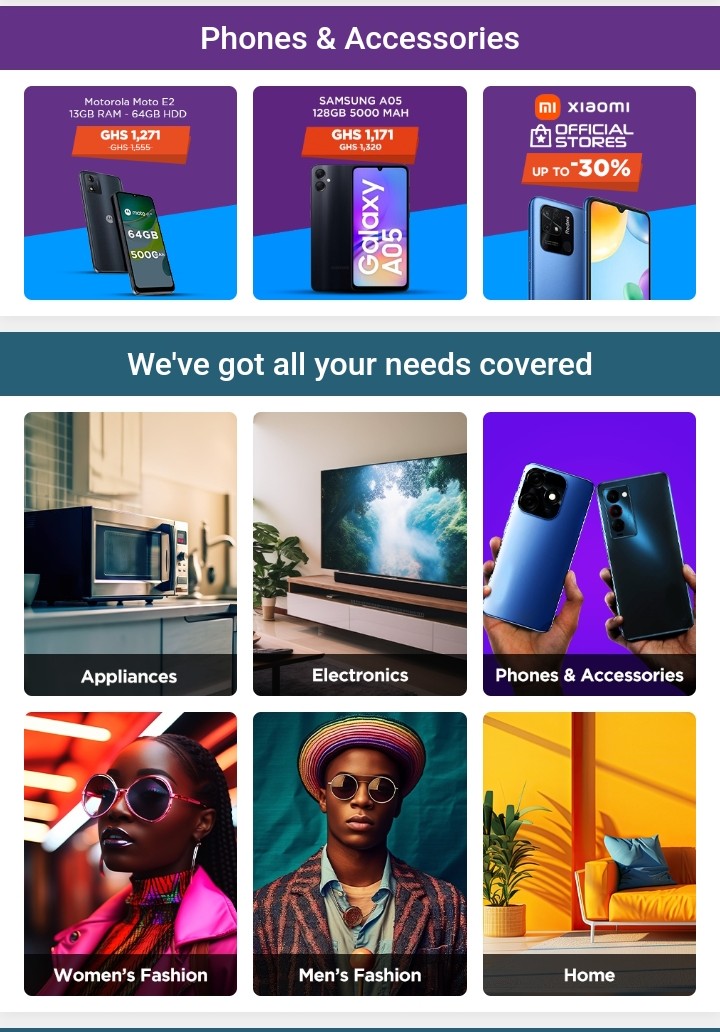 Phones & Accessories
Motorola Moto E2
13GB RAM - 64GB HDD
GHS 1,271
GHS 1,555
moto
64GB
5000
SAMSUNG A05
128GB 5000 MAH
GHS 1,171
GHS 1,320
Galaxy
A05
mi XIAOMI
OFFICIAL
STORES
UP TO -30%
Redmi
We've got all your needs covered
Appliances
Electronics
Phones & Accessories
Women's Fashion
Men's Fashion
Home